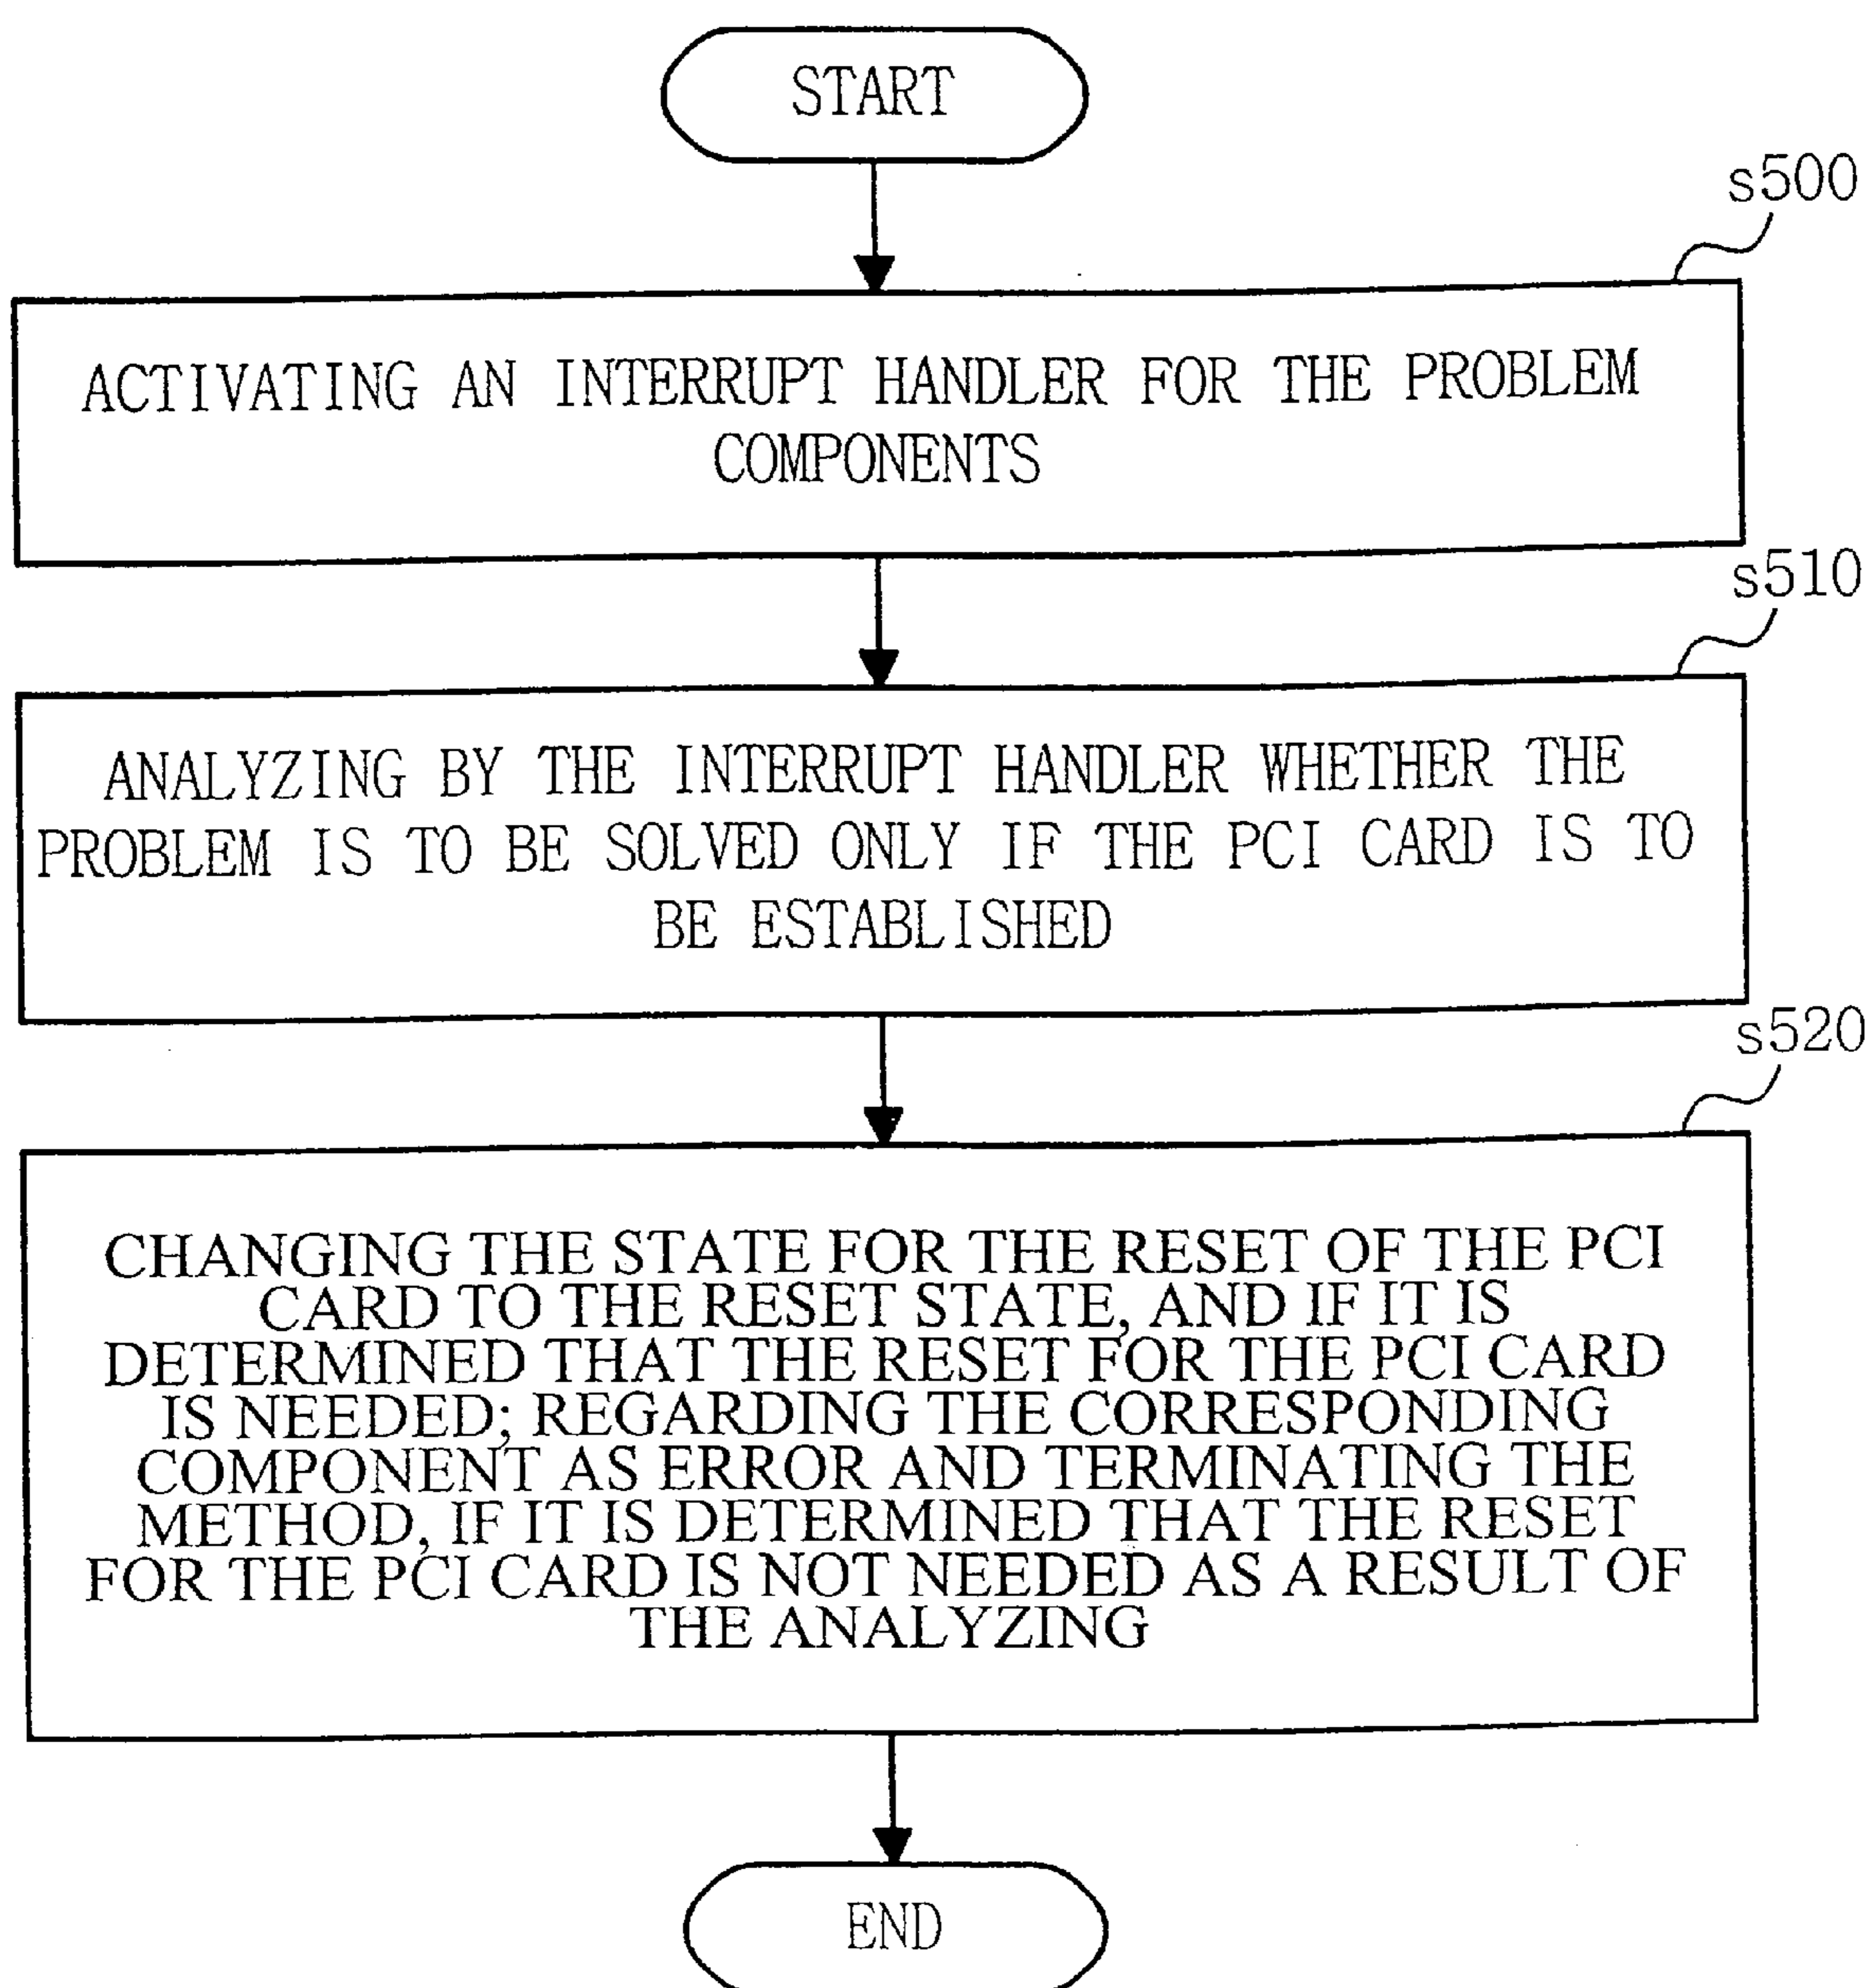 START
s500
ACTIVATING AN INTERRUPT HANDLER FOR THE PROBLEM
COMPONENTS
s510
ANALYZING BY THE INTERRUPT HANDLER WHETHER THE
PROBLEM IS TO BE SOLVED ONLY IF THE PCI CARD IS TO
BE ESTABLISHED
s520
CHANGING THE STATE FOR THE RESET OF THE PCI
CARD TO THE RESET STATE, AND IF IT IS
DETERMINED THAT THE RESET FOR THE PCI CARD
IS NEEDED; REGARDING THE CORRESPONDING
COMPONENT AS ERROR AND TERMINATING THE
METHOD, IF IT IS DETERMINED THAT THE RESET
FOR THE PCI CARD IS NOT NEEDED AS A RESULT OF
THE ANALYZING
END